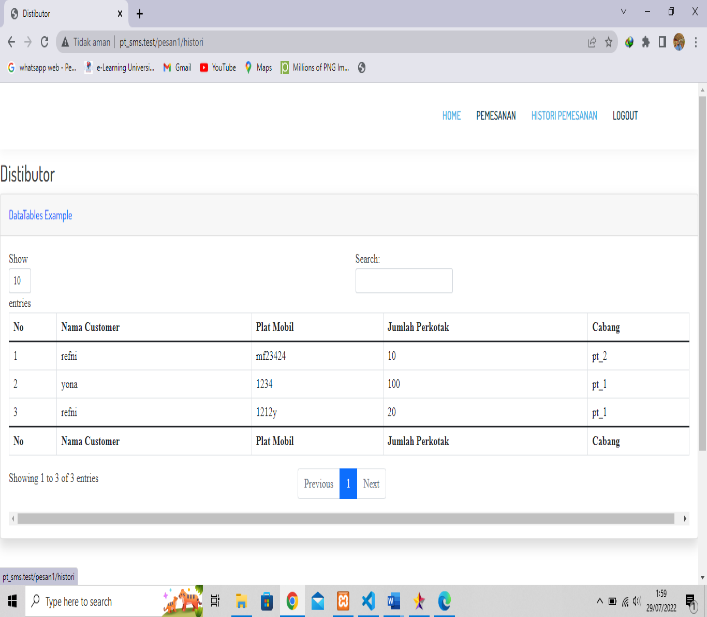 Distibutor
Tidak aman | pt_sms.test/pesan1/histori
whatsapp web - Pe... e-Learning Universi... Gmail YouTube Maps Millions of PNG Im...
HOME PEMESANAN HISTORI PEMESANAN LOGOUT
Distibutor
DataTables Example
Show
10
entries
Search:
No Nama Customer Plat Mobil Jumlah Perkotak Cabang
1 refni mf23424 10 pt_2
2 yona 1234 100 pt_1
3 refni 1212y 20 pt_1
No Nama Customer Plat Mobil Jumlah Perkotak Cabang
Showing 1 to 3 of 3 entries
Previous 1 Next
pt_sms.test/pesan1/histori
Type here to search
1:59
29/07/2022
1